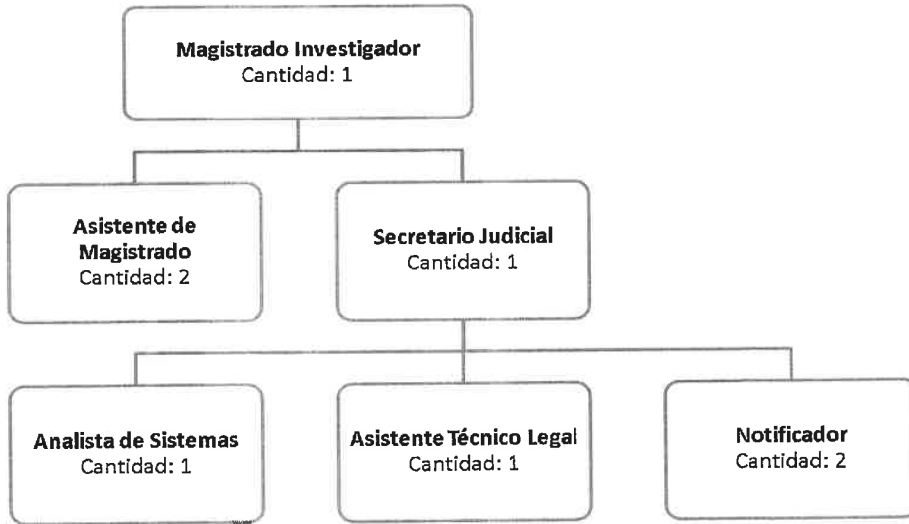 Magistrado Investigador
Cantidad: 1
Asistente de
Magistrado
Cantidad: 2
Secretario Judicial
Cantidad: 1
Analista de Sistemas
Cantidad: 1
Asistente Técnico Legal
Cantidad: 1
Notificador
Cantidad: 2